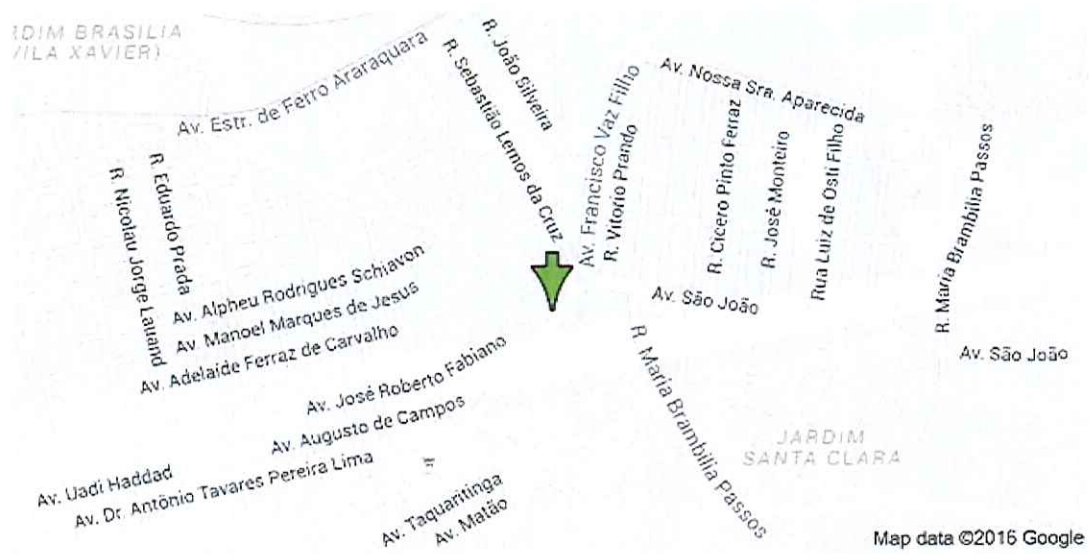 JARDIM BRASILIA
(VILA XAVIER)
Av. Estr. de Ferro Araraquara
R. Sebastião Lemos da Cruz
R. João Silveira
Av. Francisco Vaz Filho
R. Vitorio Prando
Av. Nossa Sra. Aparecida
R. Cicero Pinto Ferraz
R. José Monteiro
Rua Luiz de Osti Filho
R. Maria Brambilia Passos
R. Eduardo Prada
R. Nicolau Jorge Lauand
Av. Alpheu Rodrigues Schiavon
Av. Manoel Marques de Jesus
Av. Adelaide Ferraz de Carvalho
Av. São João
Av. São João
R. Maria Brambilia Passos
Av. José Roberto Fabiano
Av. Augusto de Campos
JARDIM
SANTA CLARA
Av. Uadi Haddad
Av. Dr. Antônio Tavares Pereira Lima
Av. Taquaritinga
Av. Matão
Map data ©2016 Google